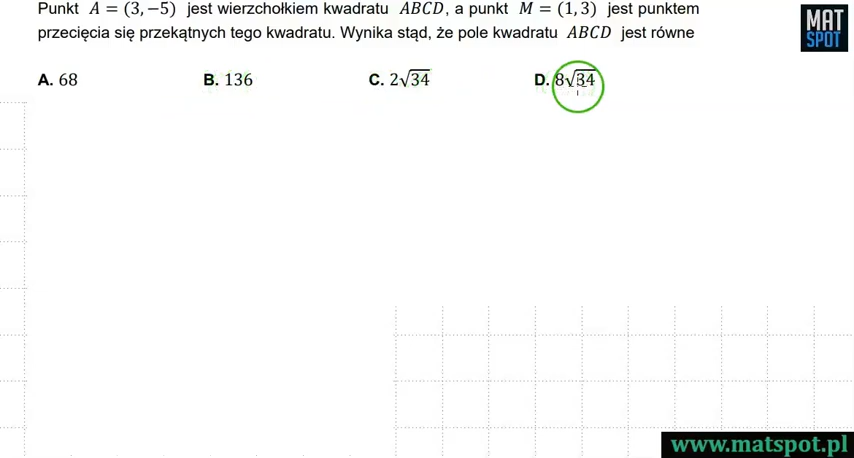 Punkt A = (3, −5) jest wierzchołkiem kwadratu ABCD, a punkt M = (1, 3) jest punktem
przecięcia się przekątnych tego kwadratu. Wynika stąd, że pole kwadratu ABCD jest równe
MAT
SPOT
A. 68 B. 136 C. 2√34 D. 8√34
www.matspot.pl